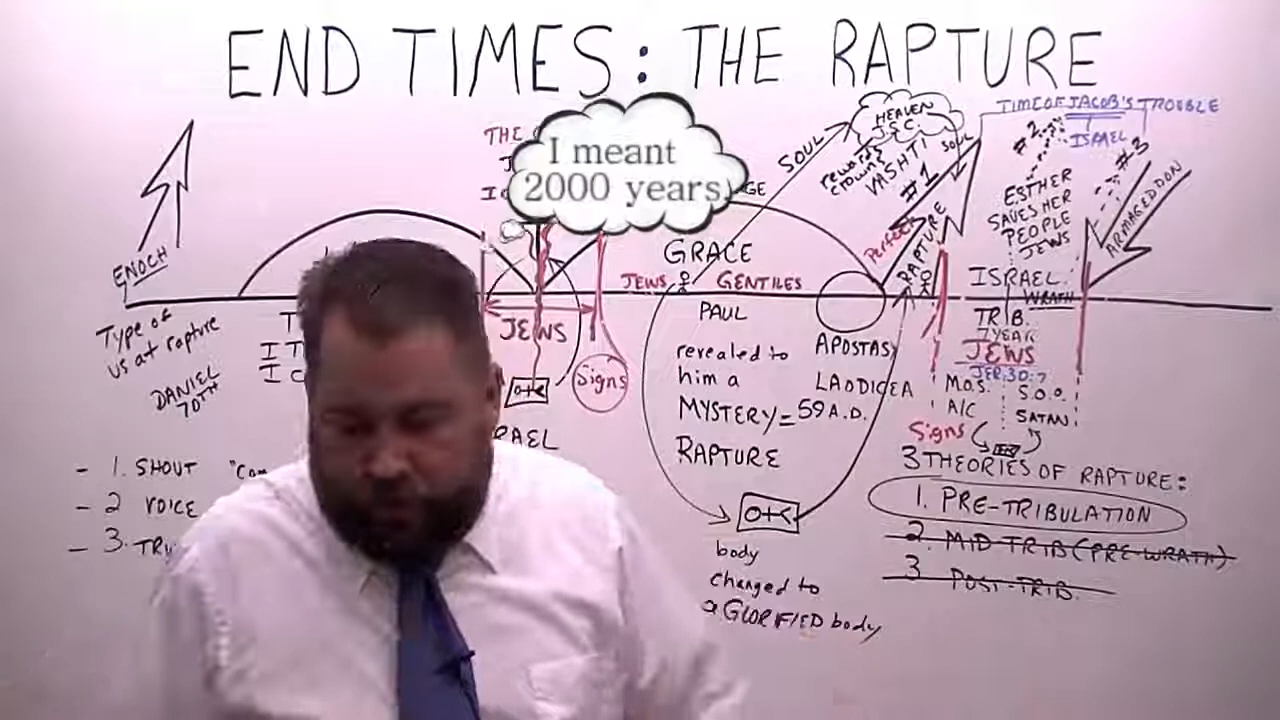 END TIMES: THE RAPTURE
I meant
2000 years
THE
GRACE
JEWS
GENTILES
PAUL
revealed to
him a
MYSTERY = 59 A.D.
RAPTURE
body
changed to
a GLORIFIED body
SOUL
HEAVEN
J.S.C.
rewards
crowns
VASHTI
SOUL
#1
Perfect
RAPTURE
APOSTASY
LAODICEA
TIME OF JACOB'S TROUBLE
ISRAEL
#2
#3
ESTHER
SAVES HER
PEOPLE
JEWS
ARMAGEDDON
ISRAEL
WRATH
TRIB.
7 YEAR
JEWS
JER. 30:7
M.O.S.
A/C
S.O.P.
SATAN
Signs
3 THEORIES OF RAPTURE:
1. PRE-TRIBULATION
2. MID TRIB (PRE-WRATH)
3 POST-TRIB.
ENOCH
Type of
us at rapture
DANIEL
70TH
JEWS
Signs
- 1. SHOUT
- 2 VOICE
- 3.